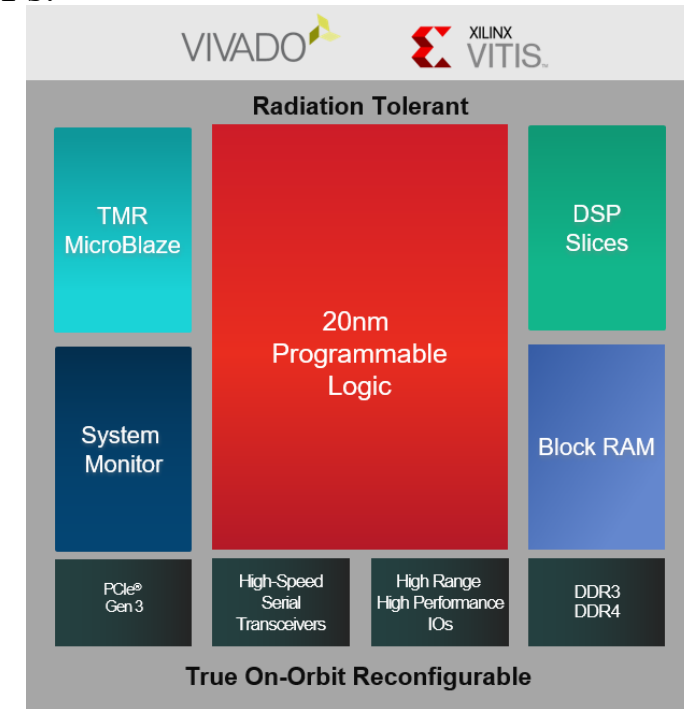 VIVADO
XILINX
VITIS™
Radiation Tolerant
TMR
MicroBlaze
20nm
Programmable
Logic
DSP
Slices
System
Monitor
Block RAM
PCIe®
Gen 3
High-Speed
Serial
Transceivers
High Range
High Performance
IOs
DDR3
DDR4
True On-Orbit Reconfigurable